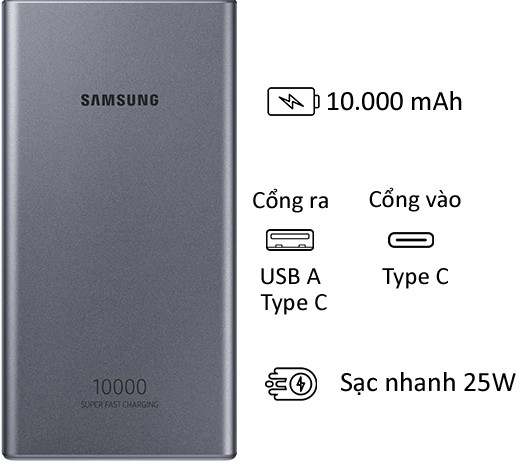 SAMSUNG
10000
SUPER FAST CHARGING
10.000 mAh
Cổng ra
USB A
Type C
Cổng vào
Type C
Sạc nhanh 25W